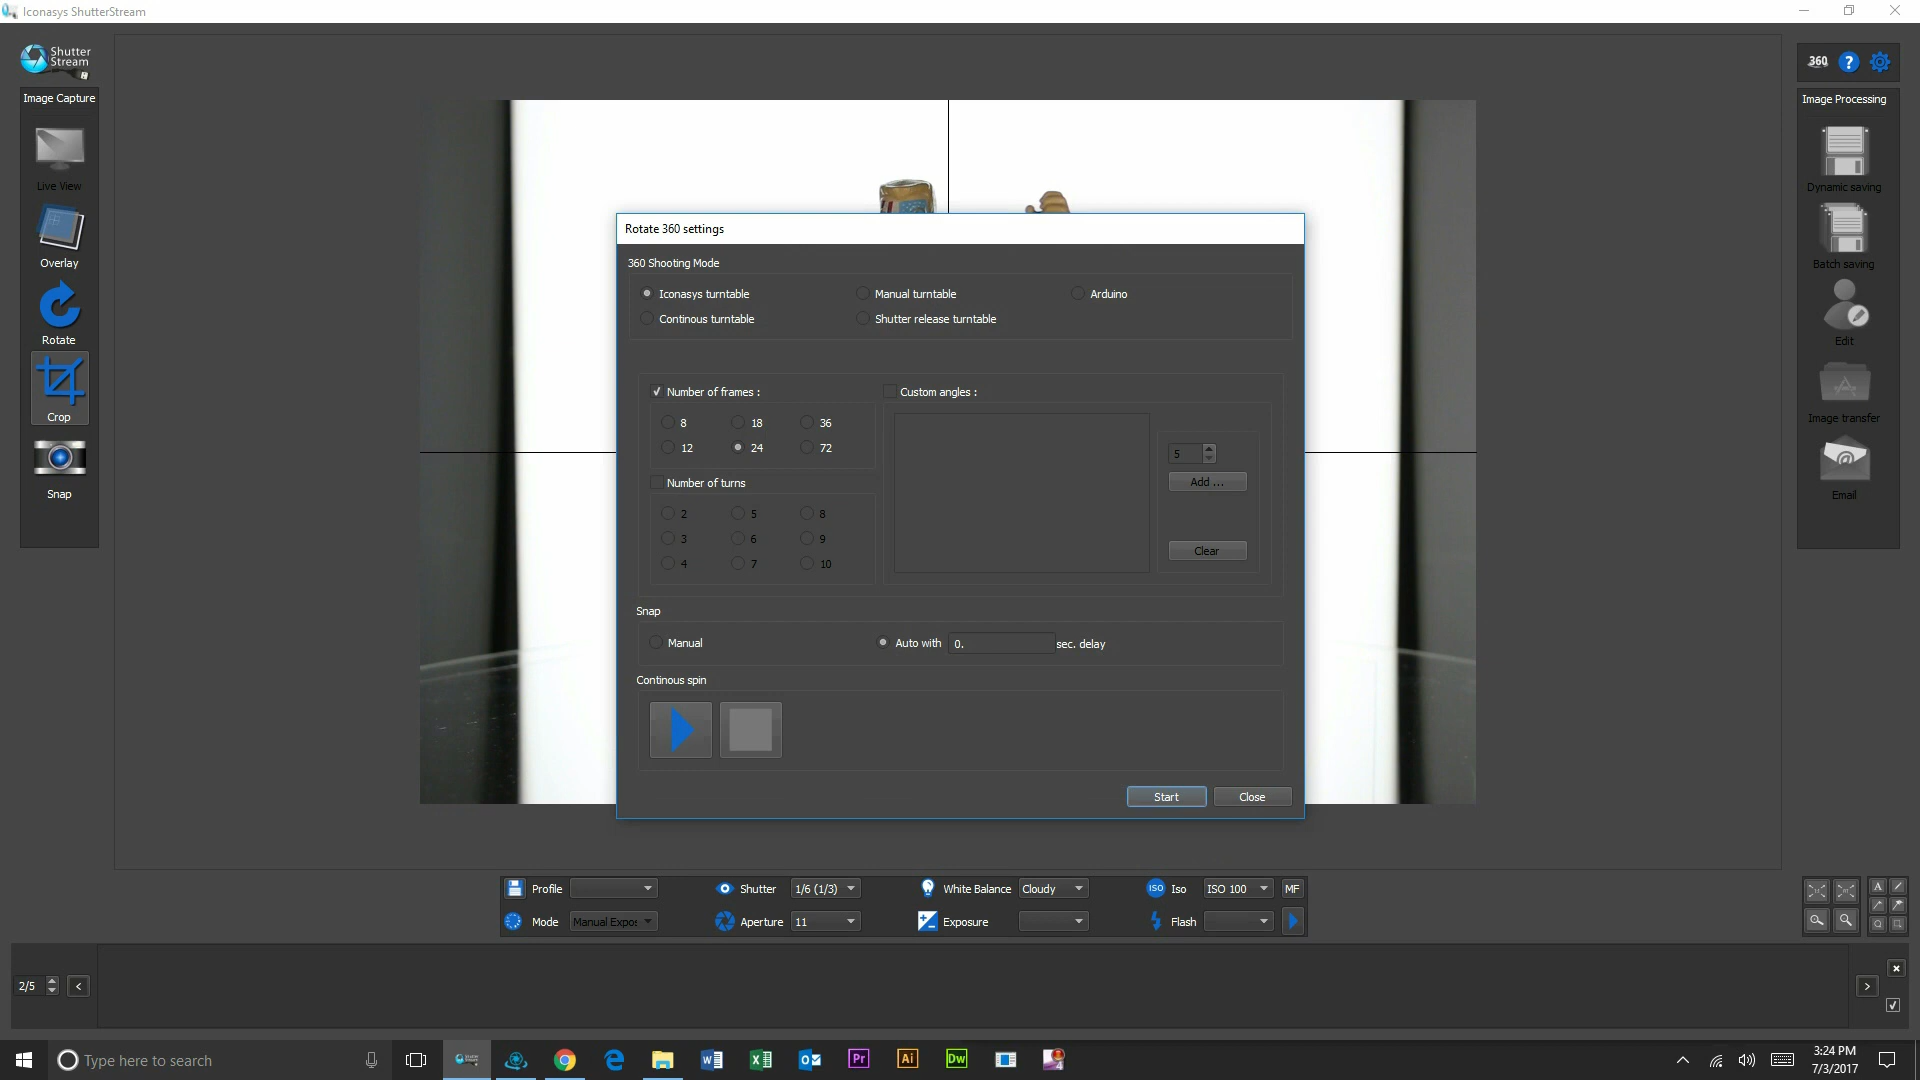 Iconasys ShutterStream
Shutter
Stream
Image Capture
Live View
Overlay
Rotate
Crop
Snap
360 ?
Image Processing
Dynamic saving
Batch saving
Edit
Image transfer
@
Email
Rotate 360 settings
360 Shooting Mode
Iconasys turntable
Manual turntable
Arduino
Continous turntable
Shutter release turntable
Number of frames :
8 18 36
12 24 72
Number of turns
2 5 8
3 6 9
4 7 10
Custom angles :
5
Add ...
Clear
Snap
Manual
Auto with 0. sec. delay
Continous spin
Start Close
Profile Shutter 1/6 (1/3) White Balance Cloudy ISO Iso ISO 100 MF
Mode Manual Expos Aperture 11 Exposure Flash
A
2/5 < >
Type here to search
Pr Ai Dw
3:24 PM
7/3/2017